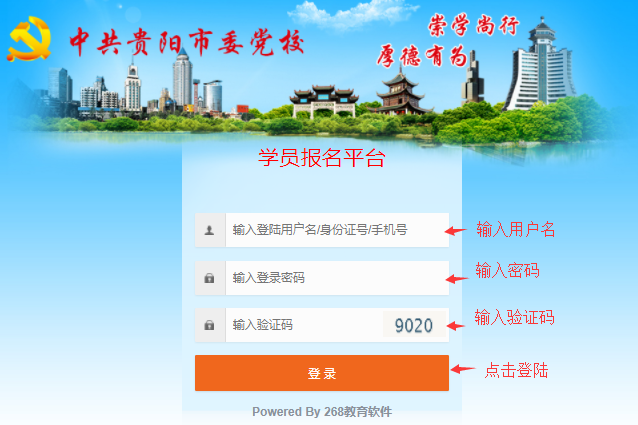 中共贵阳市委党校
崇学尚行
厚德有为
学员报名平台
输入登陆用户名/身份证号/手机号
输入用户名
输入登录密码
输入密码
输入验证码
9020
输入验证码
登 录
点击登陆
Powered By 268教育软件